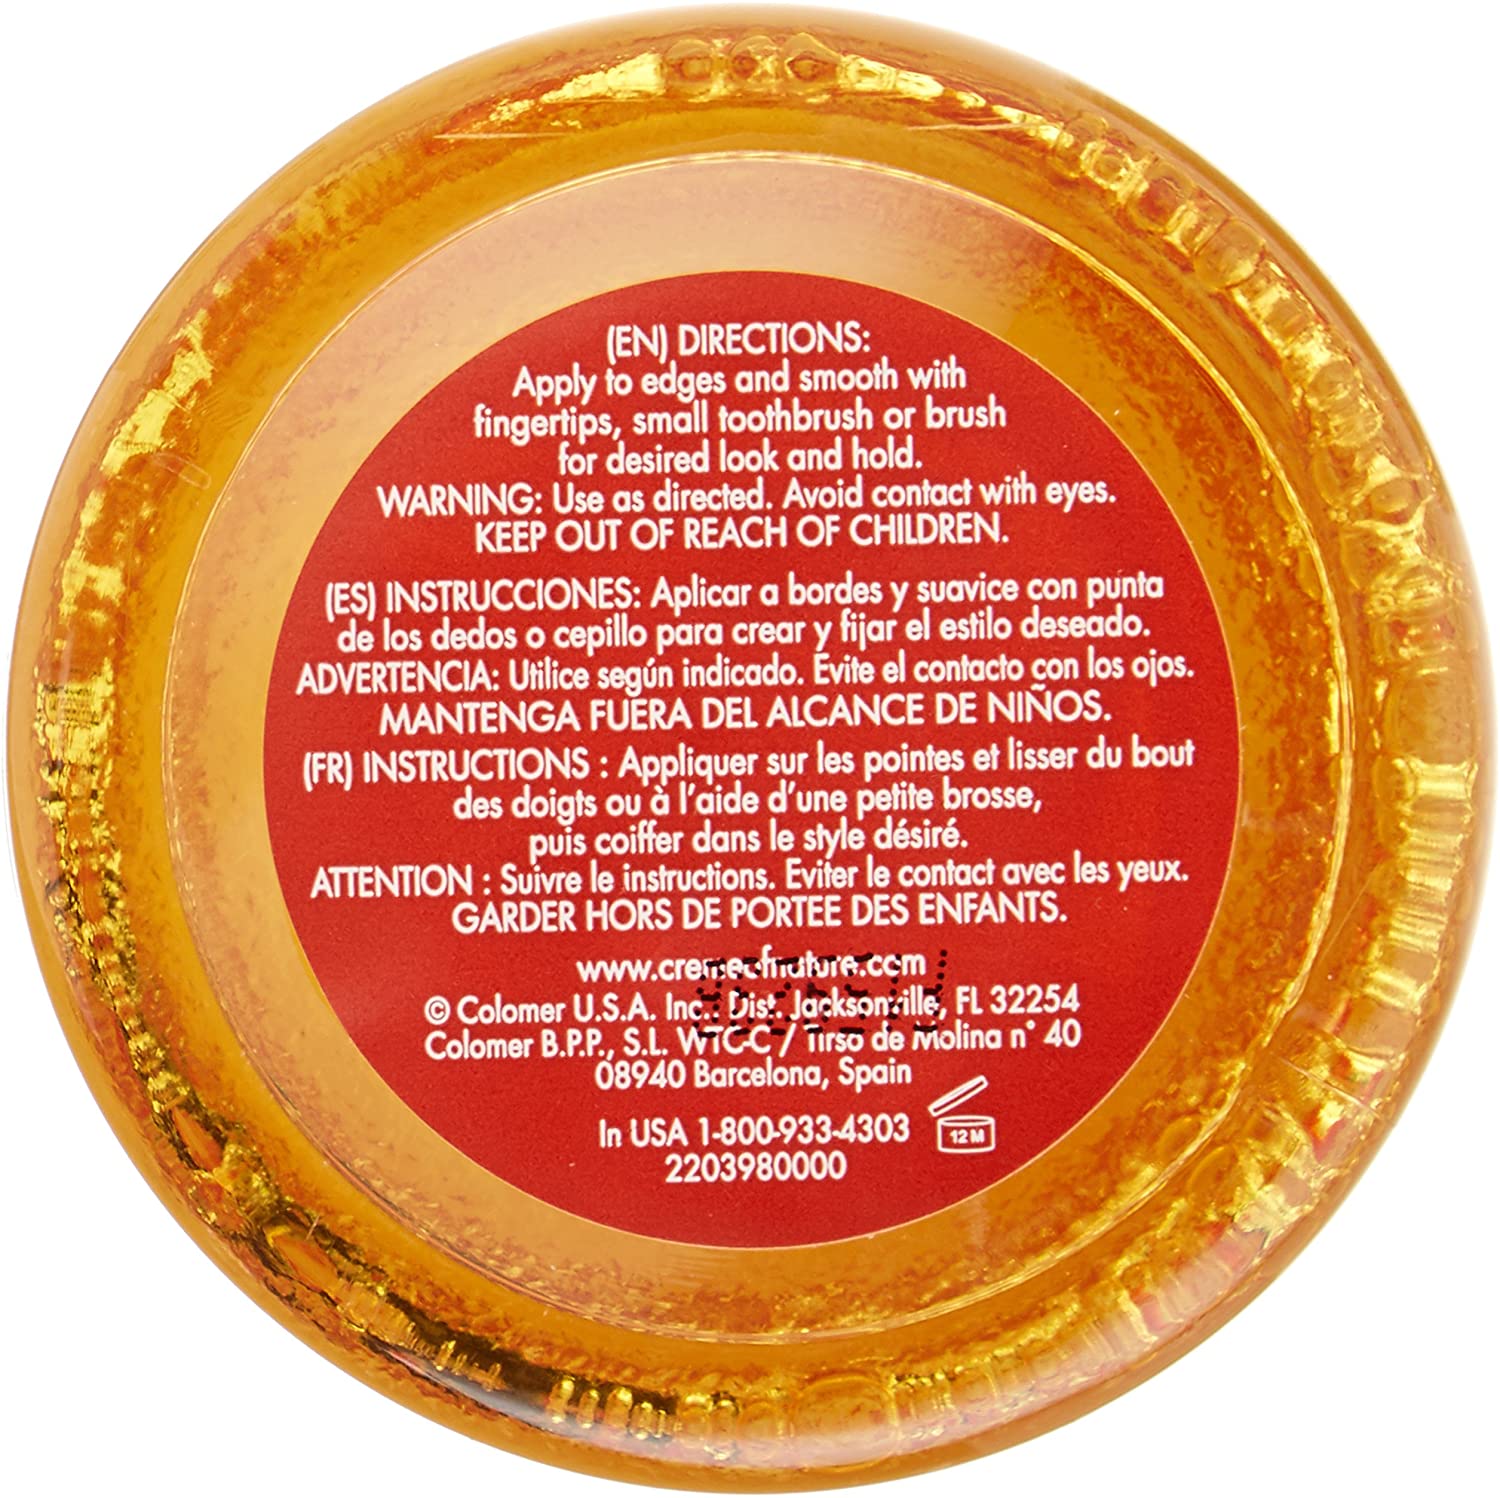 (EN) DIRECTIONS:
Apply to edges and smooth with
fingertips, small toothbrush or brush
for desired look and hold.
WARNING: Use as directed. Avoid contact with eyes.
KEEP OUT OF REACH OF CHILDREN.
(ES) INSTRUCCIONES: Aplicar a bordes y suavice con punta
de los dedos o cepillo para crear y fijar el estilo deseado.
ADVERTENCIA: Utilice según indicado. Evite el contacto con los ojos.
MANTENGA FUERA DEL ALCANCE DE NIÑOS.
(FR) INSTRUCTIONS : Appliquer sur les pointes et lisser du bout
des doigts ou à l'aide d'une petite brosse,
puis coiffer dans le style désiré.
ATTENTION : Suivre le instructions. Eviter le contact avec les yeux.
GARDER HORS DE PORTEE DES ENFANTS.
www.cremeofnature.com
© Colomer U.S.A. Inc., Dist. Jacksonville, FL 32254
Colomer B.P.P., S.L. WTC-C / Tirso de Molina n° 40
08940 Barcelona, Spain
In USA 1-800-933-4303
12 M
2203980000